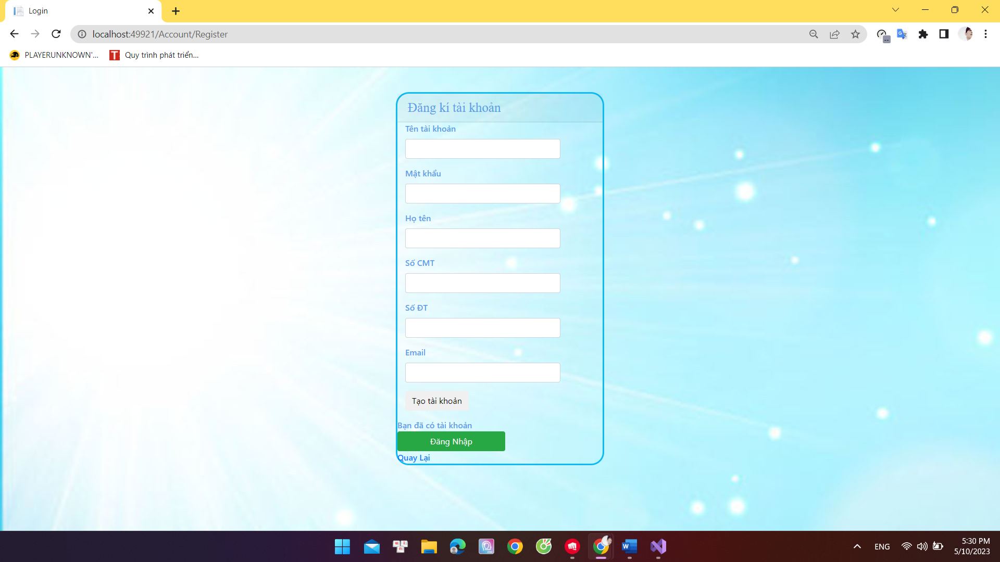 Login
localhost:49921/Account/Register
PLAYERUNKNOWN'...
Quy trình phát triển...
Đăng kí tài khoản
Tên tài khoản
Mật khẩu
Họ tên
Số CMT
Số ĐT
Email
Tạo tài khoản
Bạn đã có tài khoản
Đăng Nhập
Quay Lại
ENG
5:30 PM
5/10/2023